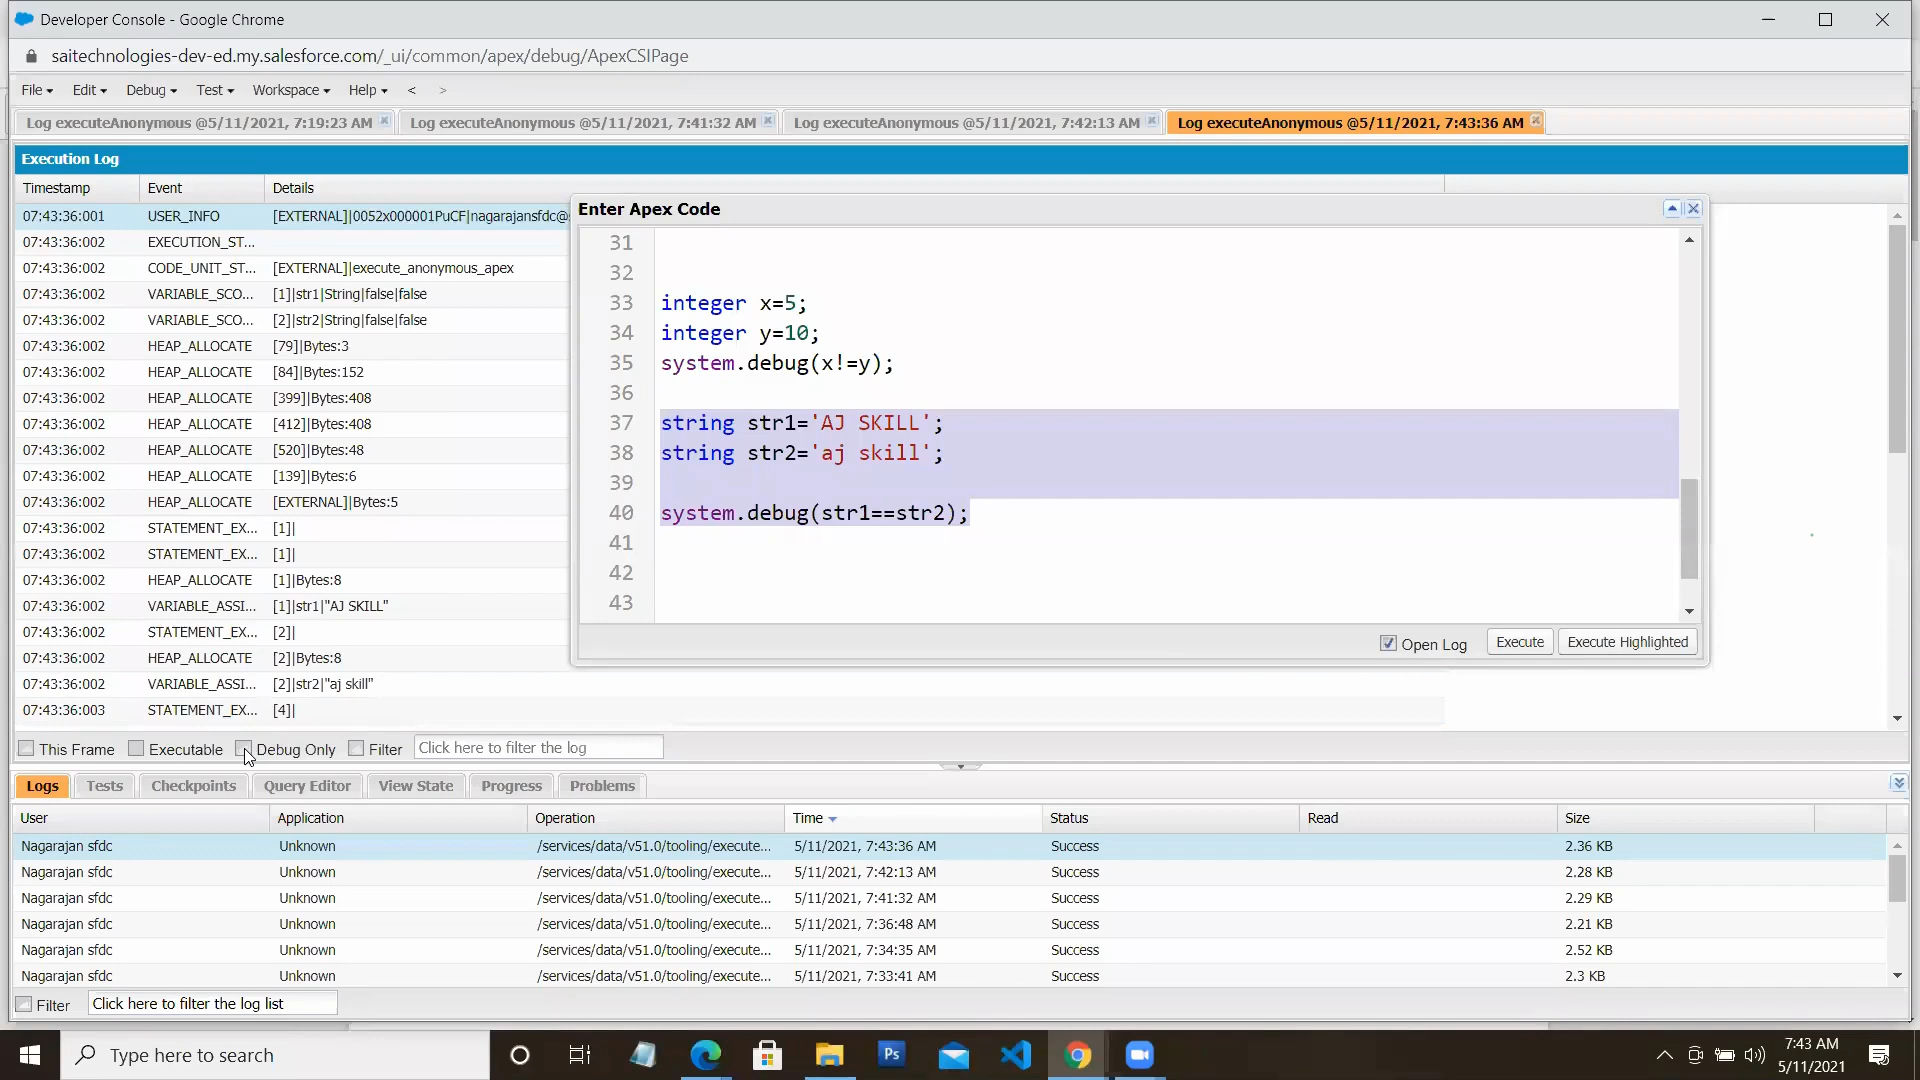 Developer Console - Google Chrome
saitechnologies-dev-ed.my.salesforce.com/_ui/common/apex/debug/ApexCSIPage
File Edit Debug Test Workspace Help < >
Log executeAnonymous @5/11/2021, 7:19:23 AM Log executeAnonymous @5/11/2021, 7:41:32 AM Log executeAnonymous @5/11/2021, 7:42:13 AM Log executeAnonymous @5/11/2021, 7:43:36 AM
Execution Log
Timestamp Event Details
07:43:36:001 USER_INFO [EXTERNAL]|0052x000001PuCF|nagarajansfdc@
07:43:36:002 EXECUTION_ST...
07:43:36:002 CODE_UNIT_ST... [EXTERNAL]|execute_anonymous_apex
07:43:36:002 VARIABLE_SCO... [1]|str1|String|false|false
07:43:36:002 VARIABLE_SCO... [2]|str2|String|false|false
07:43:36:002 HEAP_ALLOCATE [79]|Bytes:3
07:43:36:002 HEAP_ALLOCATE [84]|Bytes:152
07:43:36:002 HEAP_ALLOCATE [399]|Bytes:408
07:43:36:002 HEAP_ALLOCATE [412]|Bytes:408
07:43:36:002 HEAP_ALLOCATE [520]|Bytes:48
07:43:36:002 HEAP_ALLOCATE [139]|Bytes:6
07:43:36:002 HEAP_ALLOCATE [EXTERNAL]|Bytes:5
07:43:36:002 STATEMENT_EX... [1]|
07:43:36:002 STATEMENT_EX... [1]|
07:43:36:002 HEAP_ALLOCATE [1]|Bytes:8
07:43:36:002 VARIABLE_ASSI... [1]|str1|"AJ SKILL"
07:43:36:002 STATEMENT_EX... [2]|
07:43:36:002 HEAP_ALLOCATE [2]|Bytes:8
07:43:36:002 VARIABLE_ASSI... [2]|str2|"aj skill"
07:43:36:003 STATEMENT_EX... [4]|
Enter Apex Code
31
32
33 integer x=5;
34 integer y=10;
35 system.debug(x!=y);
36
37 string str1='AJ SKILL';
38 string str2='aj skill';
39
40 system.debug(str1==str2);
41
42
43
Open Log Execute Execute Highlighted
This Frame Executable Debug Only Filter Click here to filter the log
Logs Tests Checkpoints Query Editor View State Progress Problems
User Application Operation Time Status Read Size
Nagarajan sfdc Unknown /services/data/v51.0/tooling/execute... 5/11/2021, 7:43:36 AM Success 2.36 KB
Nagarajan sfdc Unknown /services/data/v51.0/tooling/execute... 5/11/2021, 7:42:13 AM Success 2.28 KB
Nagarajan sfdc Unknown /services/data/v51.0/tooling/execute... 5/11/2021, 7:41:32 AM Success 2.29 KB
Nagarajan sfdc Unknown /services/data/v51.0/tooling/execute... 5/11/2021, 7:36:48 AM Success 2.21 KB
Nagarajan sfdc Unknown /services/data/v51.0/tooling/execute... 5/11/2021, 7:34:35 AM Success 2.52 KB
Nagarajan sfdc Unknown /services/data/v51.0/tooling/execute... 5/11/2021, 7:33:41 AM Success 2.3 KB
Filter Click here to filter the log list
Type here to search Ps 7:43 AM
5/11/2021